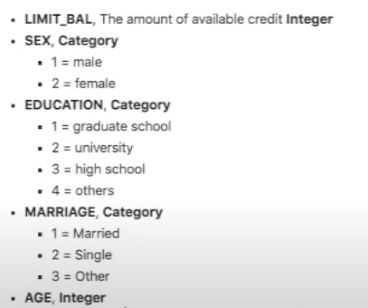 • LIMIT_BAL, The amount of available credit Integer
• SEX, Category
▪ 1 = male
▪ 2 = female
• EDUCATION, Category
▪ 1 = graduate school
▪ 2 = university
▪ 3 = high school
▪ 4 = others
• MARRIAGE, Category
▪ 1 = Married
▪ 2 = Single
▪ 3 = Other
• AGE, Integer